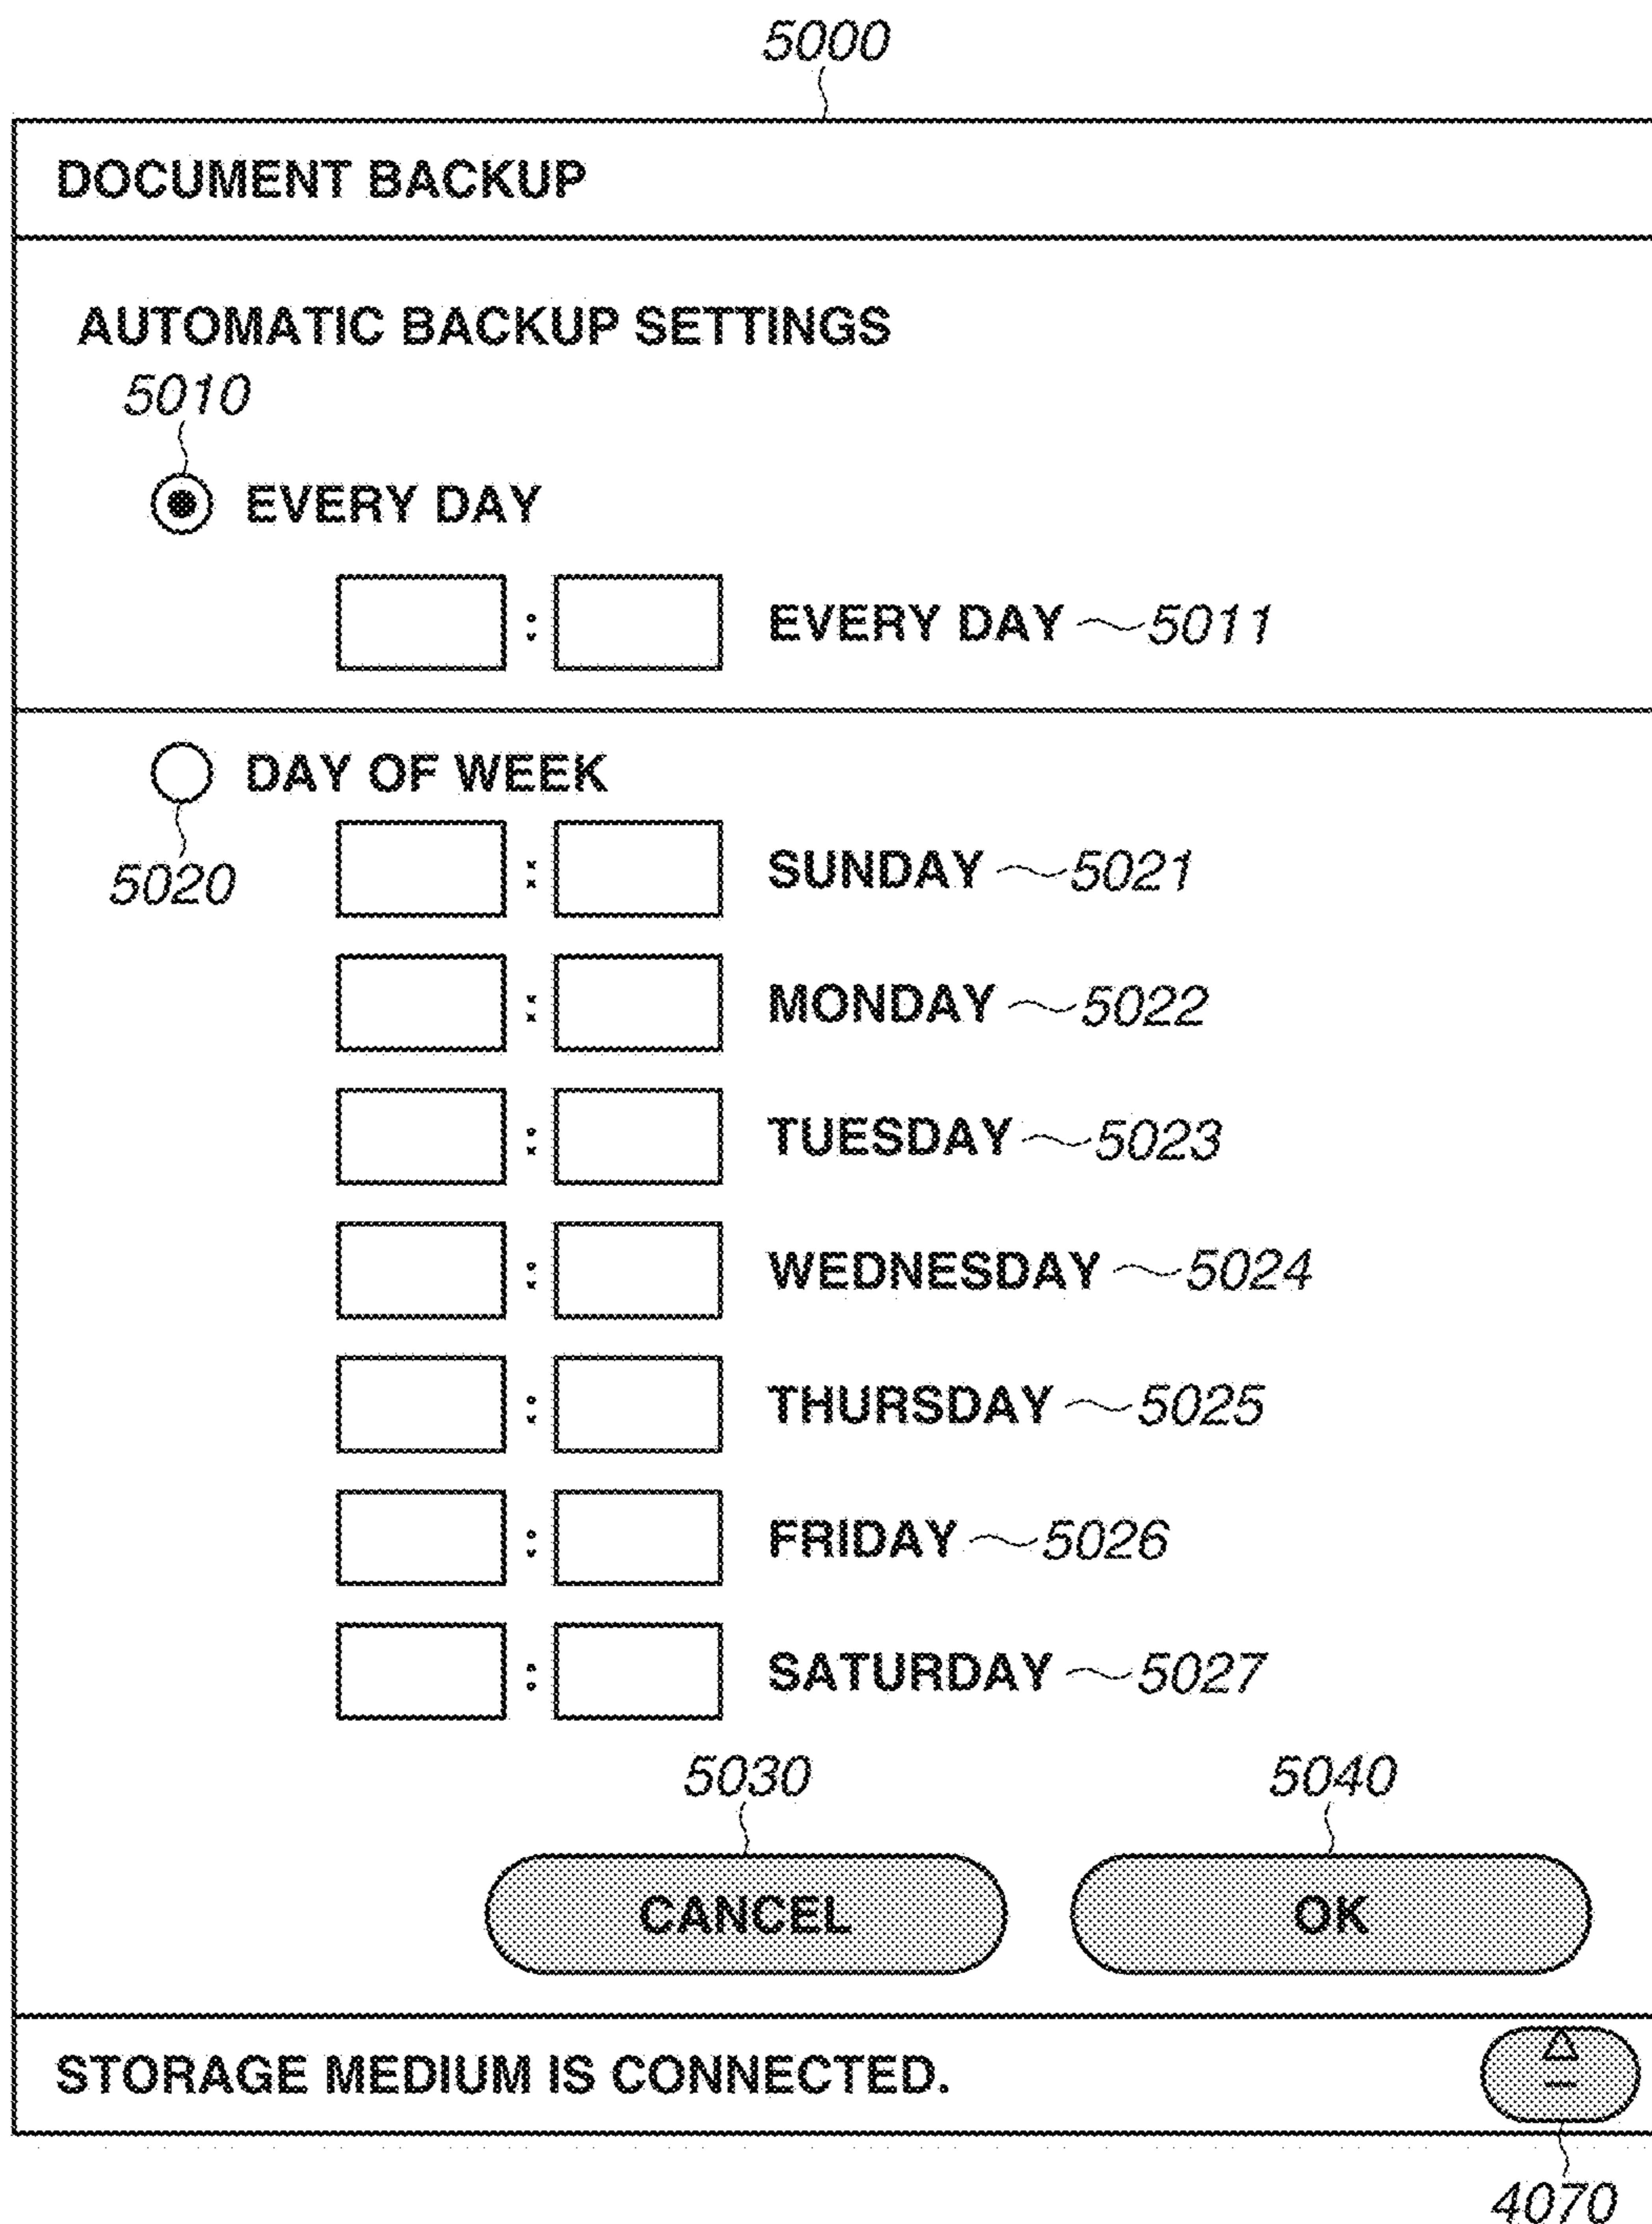 5000
DOCUMENT BACKUP
AUTOMATIC BACKUP SETTINGS
5010
EVERY DAY
: EVERY DAY 5011
DAY OF WEEK
5020
: SUNDAY 5021
: MONDAY 5022
: TUESDAY 5023
: WEDNESDAY 5024
: THURSDAY 5025
: FRIDAY 5026
: SATURDAY 5027
5030 5040
CANCEL OK
STORAGE MEDIUM IS CONNECTED.
4070